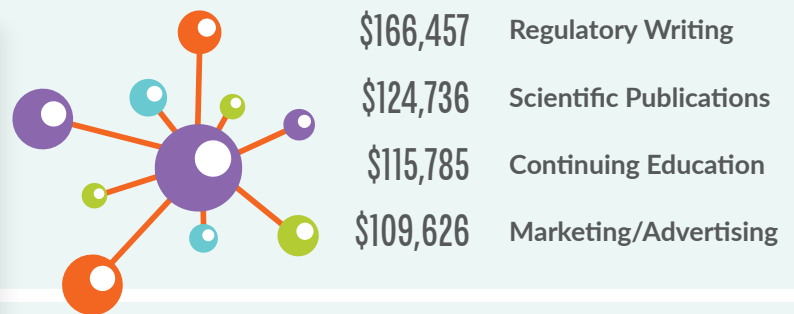 $166,457 Regulatory Writing
$124,736 Scientific Publications
$115,785 Continuing Education
$109,626 Marketing/Advertising